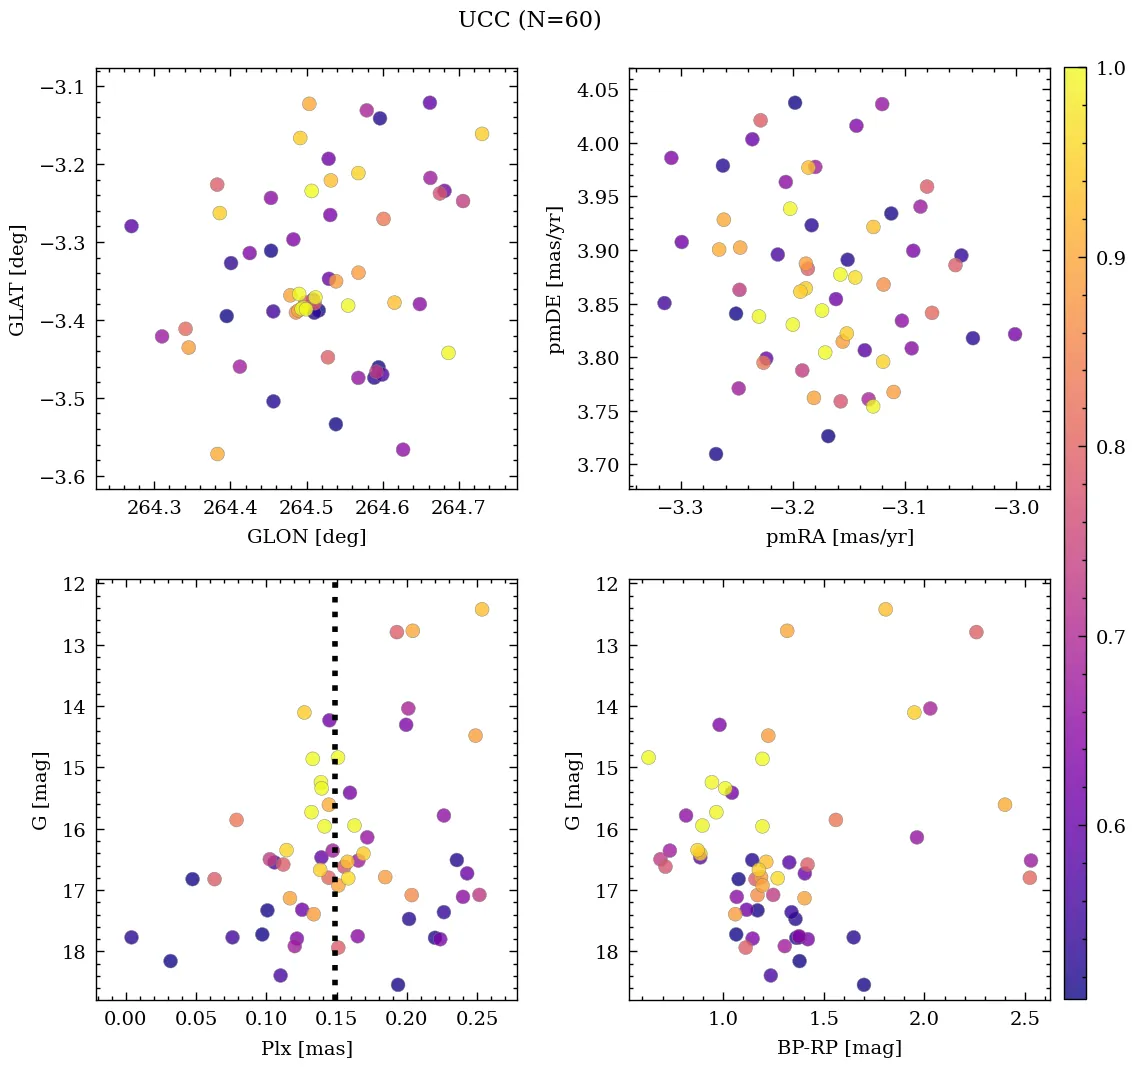 UCC (N=60)
−3.1
−3.2
−3.3
−3.4
−3.5
−3.6
GLAT [deg]
264.3 264.4 264.5 264.6 264.7
GLON [deg]
4.05
4.00
3.95
3.90
3.85
3.80
3.75
3.70
pmDE [mas/yr]
−3.3 −3.2 −3.1 −3.0
pmRA [mas/yr]
12
13
14
15
16
17
18
G [mag]
0.00 0.05 0.10 0.15 0.20 0.25
Plx [mas]
12
13
14
15
16
17
18
G [mag]
1.0 1.5 2.0 2.5
BP-RP [mag]
1.0
0.9
0.8
0.7
0.6